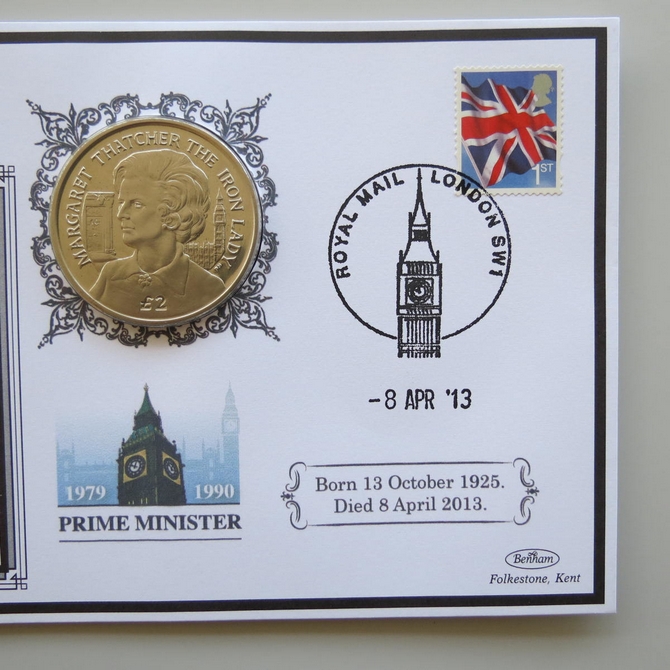 MARGARET THATCHER THE IRON LADY
£2
1ST
ROYAL MAIL LONDON SW1
-8 APR '13
1979 1990
PRIME MINISTER
Born 13 October 1925.
Died 8 April 2013.
Benham
Folkestone, Kent